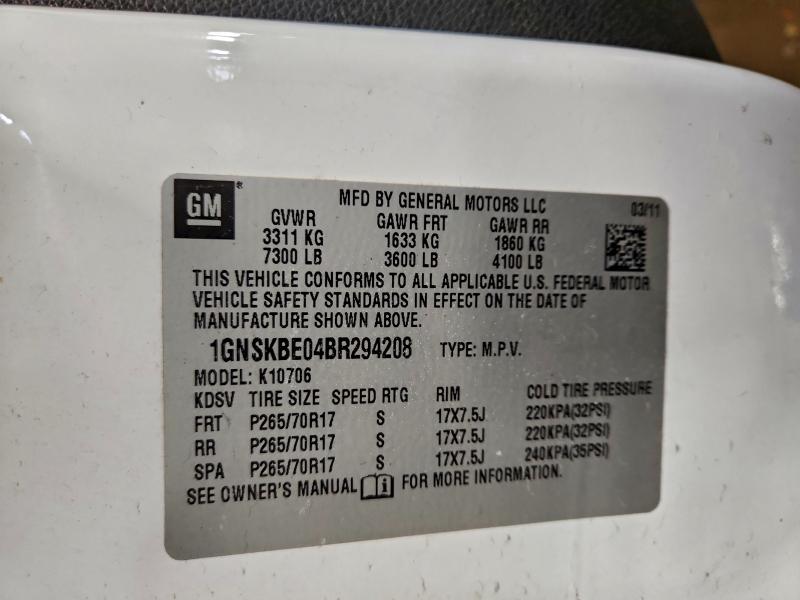 GM
®
MFD BY GENERAL MOTORS LLC 03/11
GVWR GAWR FRT GAWR RR
3311 KG 1633 KG 1860 KG
7300 LB 3600 LB 4100 LB
THIS VEHICLE CONFORMS TO ALL APPLICABLE U.S. FEDERAL MOTOR
VEHICLE SAFETY STANDARDS IN EFFECT ON THE DATE OF
MANUFACTURE SHOWN ABOVE.
1GNSKBE04BR294208 TYPE: M.P.V.
MODEL: K10706
KDSV TIRE SIZE SPEED RTG RIM COLD TIRE PRESSURE
FRT P265/70R17 S 17X7.5J 220KPA(32PSI)
RR P265/70R17 S 17X7.5J 220KPA(32PSI)
SPA P265/70R17 S 17X7.5J 240KPA(35PSI)
SEE OWNER'S MANUAL i FOR MORE INFORMATION.